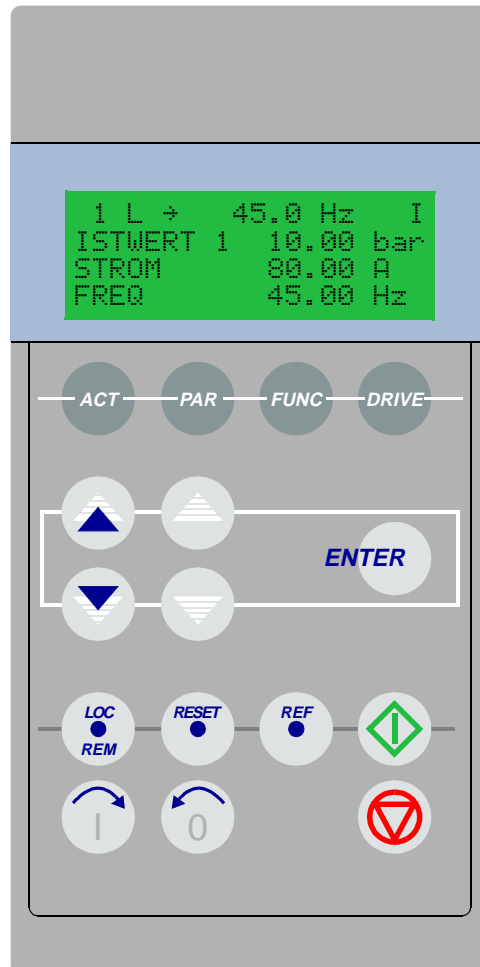 1 L → 45.0 Hz I
ISTWERT 1 10.00 bar
STROM 80.00 A
FREQ 45.00 Hz
ACT PAR FUNC DRIVE
ENTER
LOC RESET REF
REM
I 0